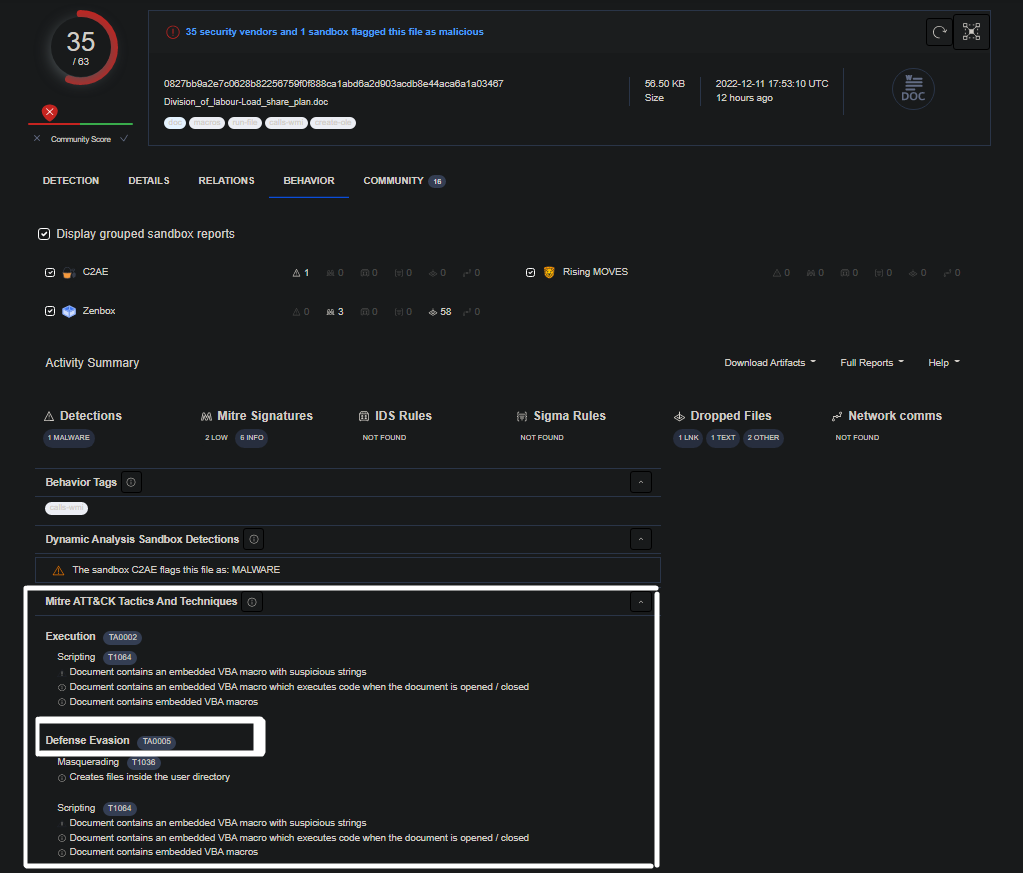 35
/ 63
Community Score
35 security vendors and 1 sandbox flagged this file as malicious
0827bb9a2e7c0628b82256759f0f888ca1abd6a2d903acdb8e44aca6a1a03467
Division_of_labour-Load_share_plan.doc
doc macros run-file calls-wmi create-ole
56.50 KB
Size
2022-12-11 17:53:10 UTC
12 hours ago
DOC
DETECTION DETAILS RELATIONS BEHAVIOR COMMUNITY 16
Display grouped sandbox reports
C2AE 1 0 0 0 0 0
Rising MOVES 0 0 0 0 0 0
Zenbox 0 3 0 0 58 0
Activity Summary
Download Artifacts Full Reports Help
Detections Mitre Signatures IDS Rules Sigma Rules Dropped Files Network comms
1 MALWARE 2 LOW 6 INFO NOT FOUND NOT FOUND 1 LNK 1 TEXT 2 OTHER NOT FOUND
Behavior Tags
calls-wmi
Dynamic Analysis Sandbox Detections
The sandbox C2AE flags this file as: MALWARE
Mitre ATT&CK Tactics And Techniques
Execution TA0002
Scripting T1064
Document contains an embedded VBA macro with suspicious strings
Document contains an embedded VBA macro which executes code when the document is opened / closed
Document contains embedded VBA macros
Defense Evasion TA0005
Masquerading T1036
Creates files inside the user directory
Scripting T1064
Document contains an embedded VBA macro with suspicious strings
Document contains an embedded VBA macro which executes code when the document is opened / closed
Document contains embedded VBA macros